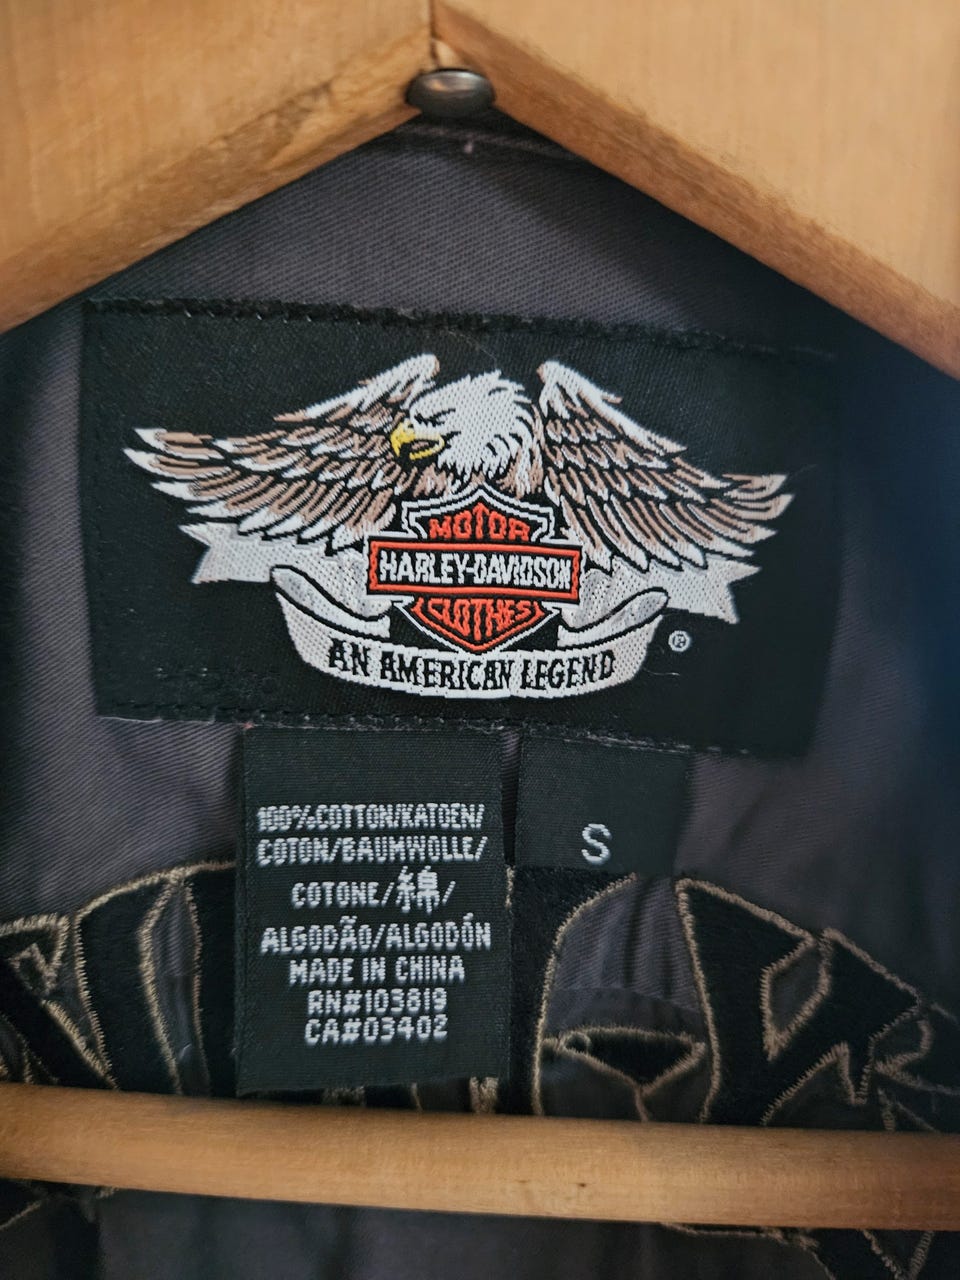 MOTOR
HARLEY-DAVIDSON
CLOTHES
®
AN AMERICAN LEGEND
100%COTTON/KATOEN/
COTON/BAUMWOLLE/
COTONE/綿/
ALGODÃO/ALGODÓN
MADE IN CHINA
RN#103819
CA#03402
S